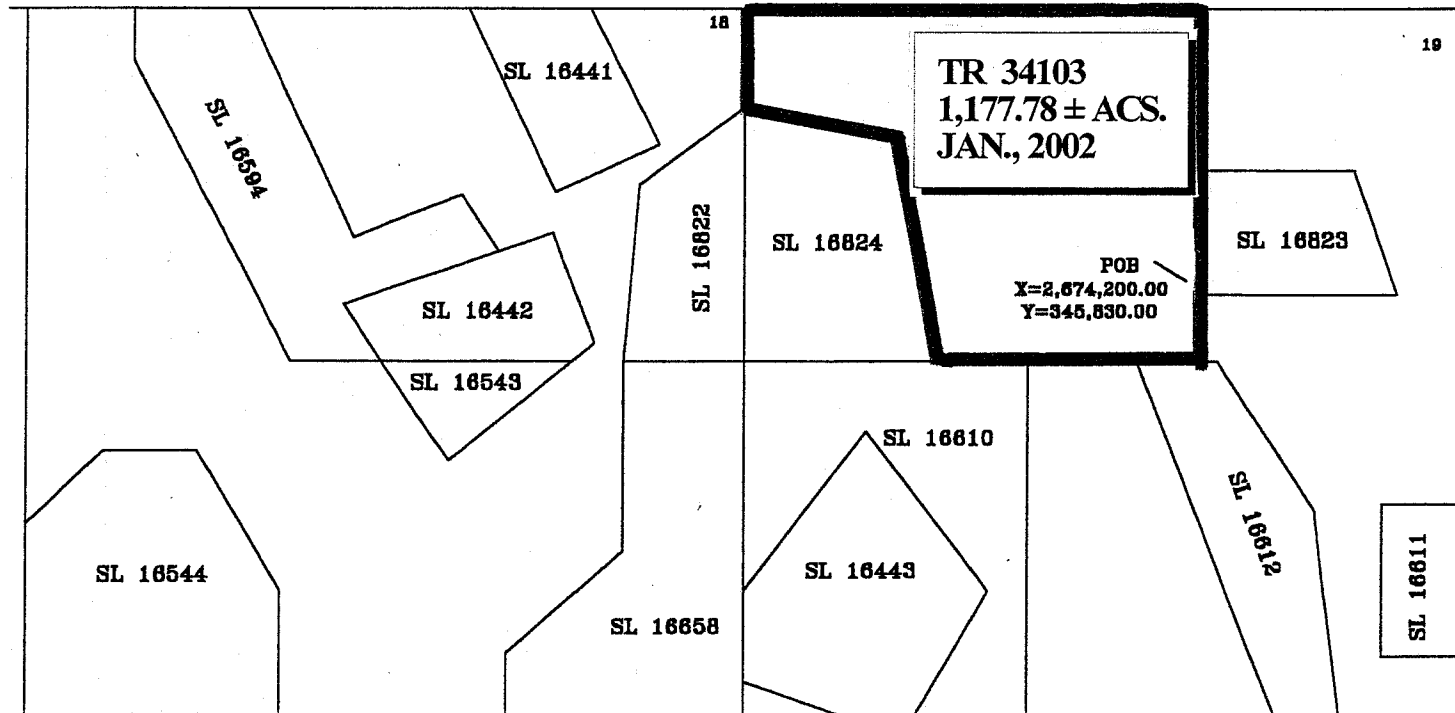 18
19
SL 16441
TR 34103
1,177.78 ± ACS.
JAN., 2002
SL 16594
SL 16822
SL 16824
SL 16823
POB
X=2,674,200.00
Y=345,830.00
SL 16442
SL 16543
SL 16610
SL 16612
SL 16544
SL 16443
SL 16611
SL 16658